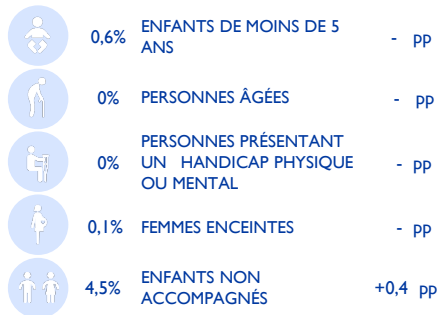 0,6% ENFANTS DE MOINS DE 5 ANS - pp
0% PERSONNES ÂGÉES - pp
0% PERSONNES PRÉSENTANT UN HANDICAP PHYSIQUE OU MENTAL - pp
0,1% FEMMES ENCEINTES - pp
4,5% ENFANTS NON ACCOMPAGNÉS +0,4 pp